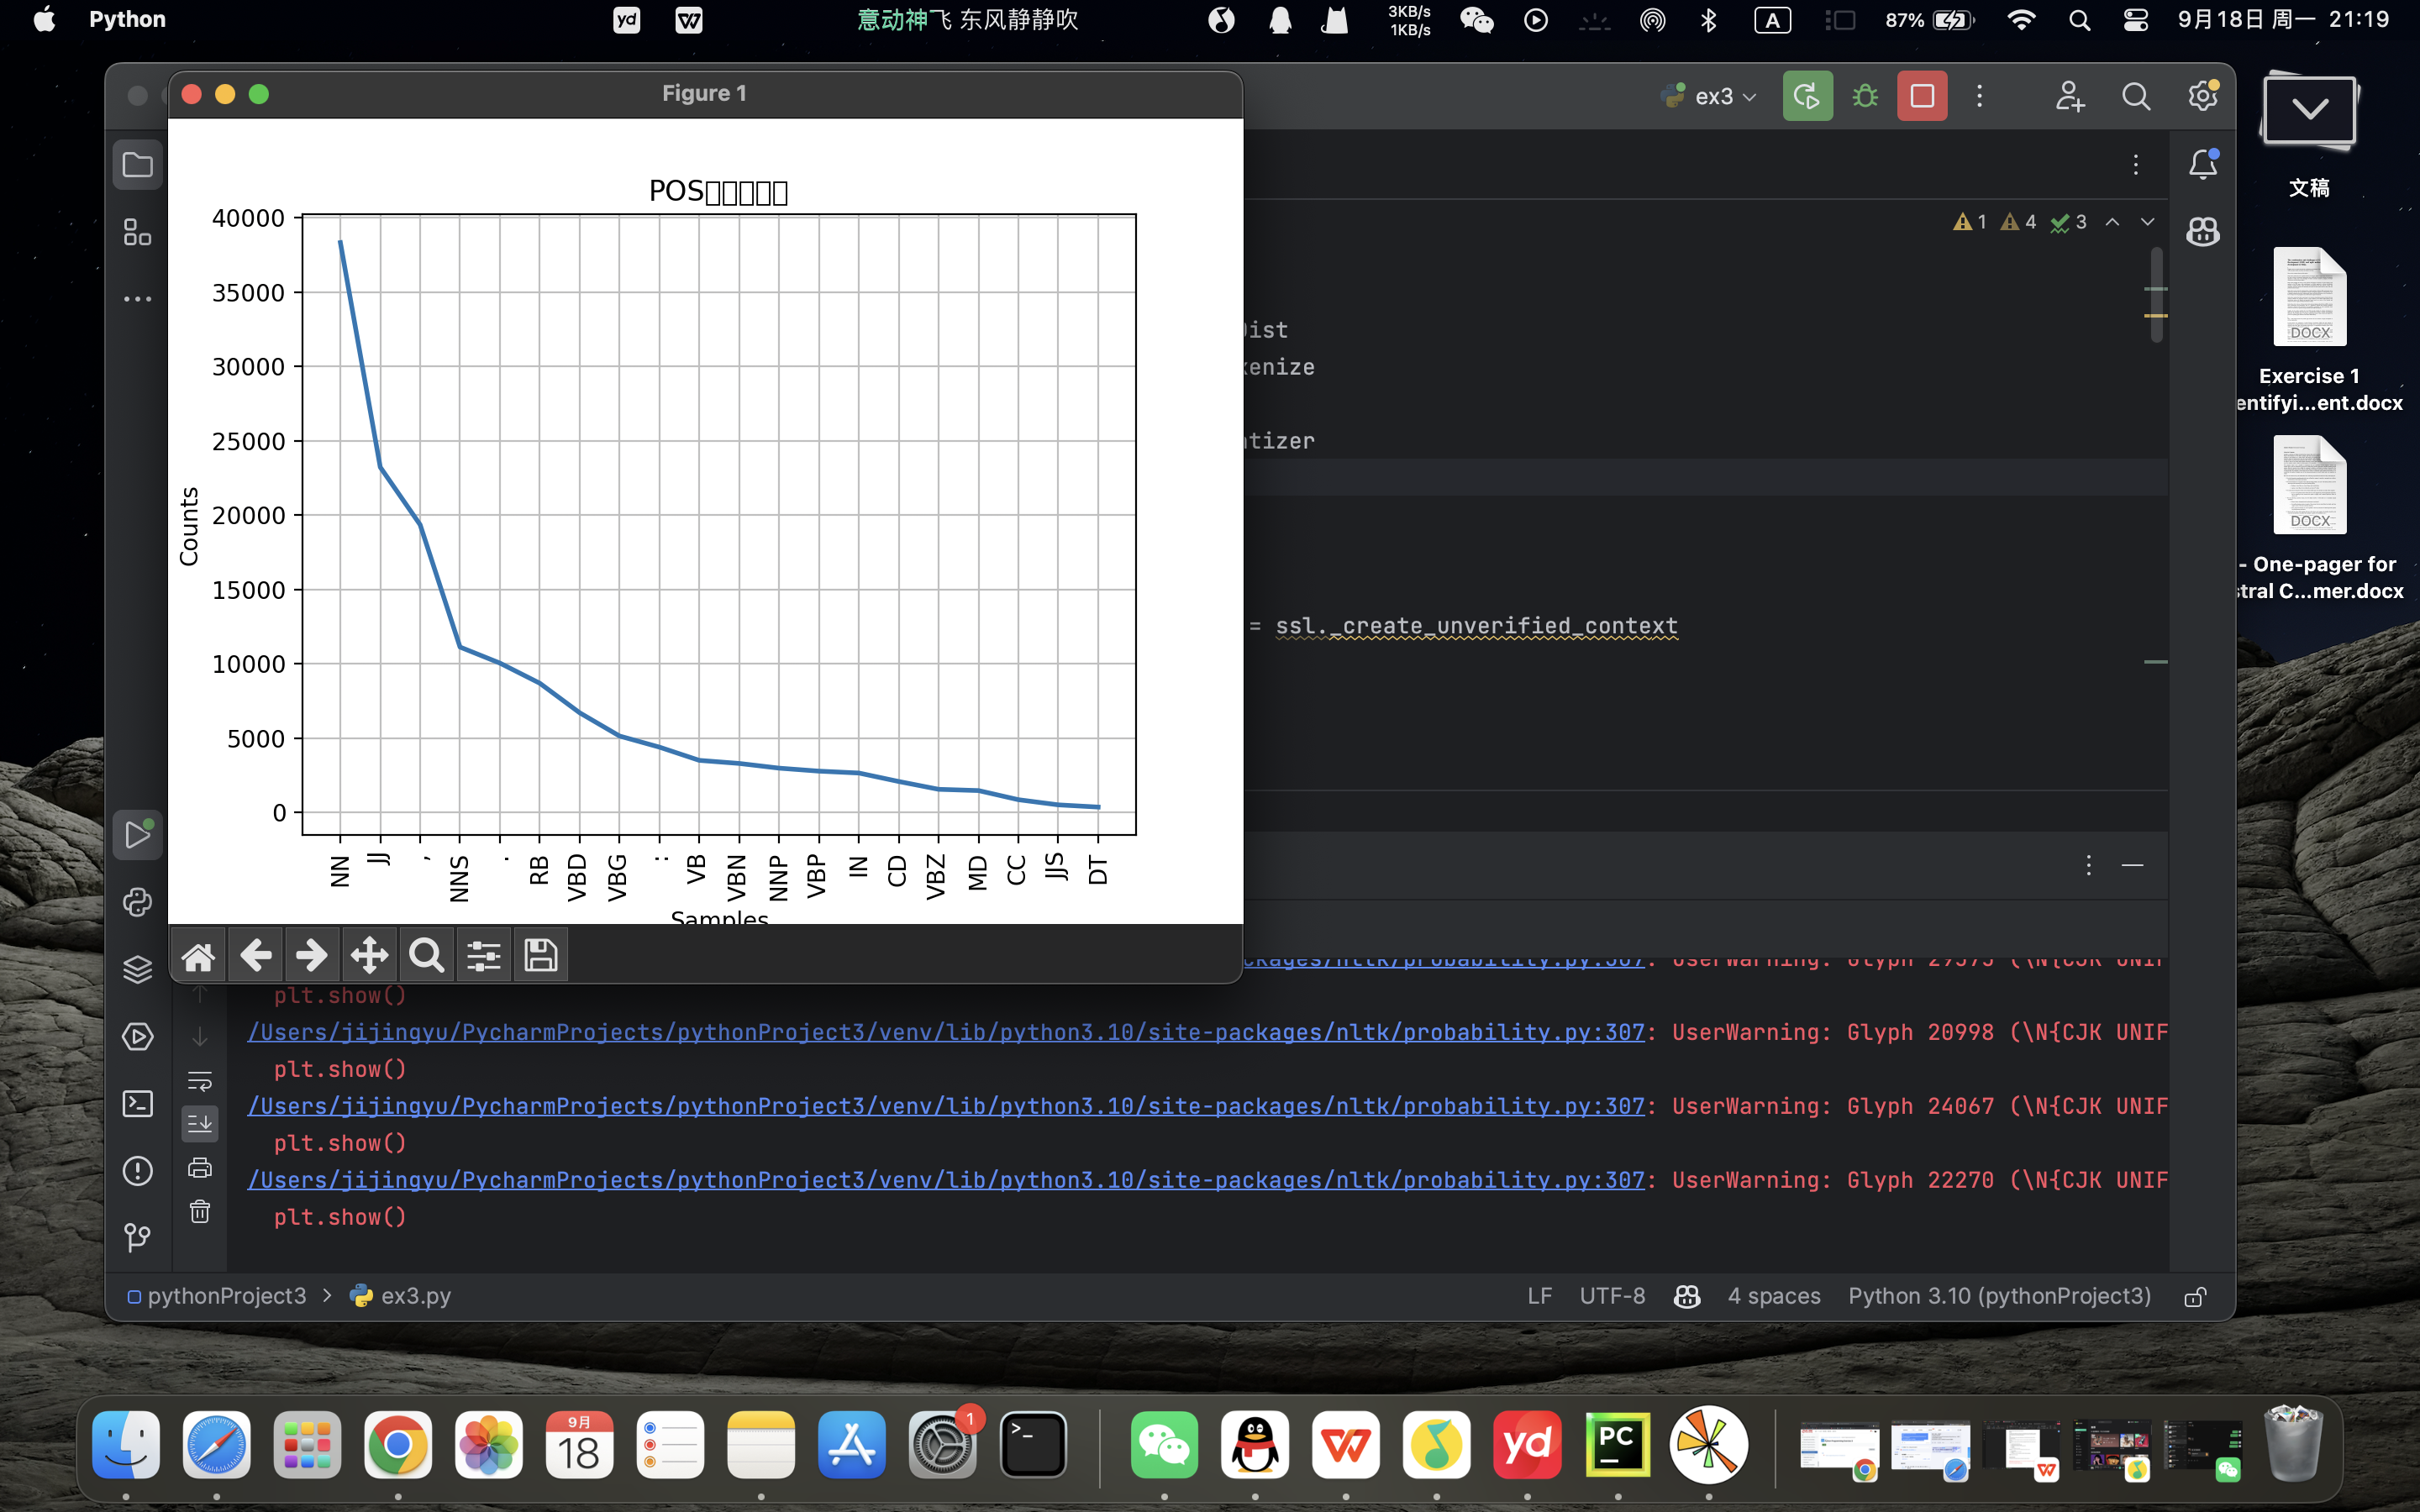 Python
意动神飞 东风静静吹
3KB/s
1KB/s
A
87%
9月18日 周一 21:19
Figure 1
ex3
POS
40000
35000
30000
25000
20000
15000
10000
5000
0
Counts
NN
JJ
,
NNS
.
RB
VBD
VBG
:
VB
VBN
NNP
VBP
IN
CD
VBZ
MD
CC
JJS
DT
Samples
1 4 3
ist
enize
tizer
= ssl._create_unverified_context
文稿
DOCX
Exercise 1
entifyi...ent.docx
DOCX
- One-pager for
stral C...mer.docx
ckages/nltk/probability.py:307: UserWarning: Glyph 29575 (\N{CJK UNIF
plt.show()
/Users/jijingyu/PycharmProjects/pythonProject3/venv/lib/python3.10/site-packages/nltk/probability.py:307: UserWarning: Glyph 20998 (\N{CJK UNIF
plt.show()
/Users/jijingyu/PycharmProjects/pythonProject3/venv/lib/python3.10/site-packages/nltk/probability.py:307: UserWarning: Glyph 24067 (\N{CJK UNIF
plt.show()
/Users/jijingyu/PycharmProjects/pythonProject3/venv/lib/python3.10/site-packages/nltk/probability.py:307: UserWarning: Glyph 22270 (\N{CJK UNIF
plt.show()
pythonProject3 > ex3.py
LF UTF-8 4 spaces Python 3.10 (pythonProject3)
9月
18
1
yd
PC